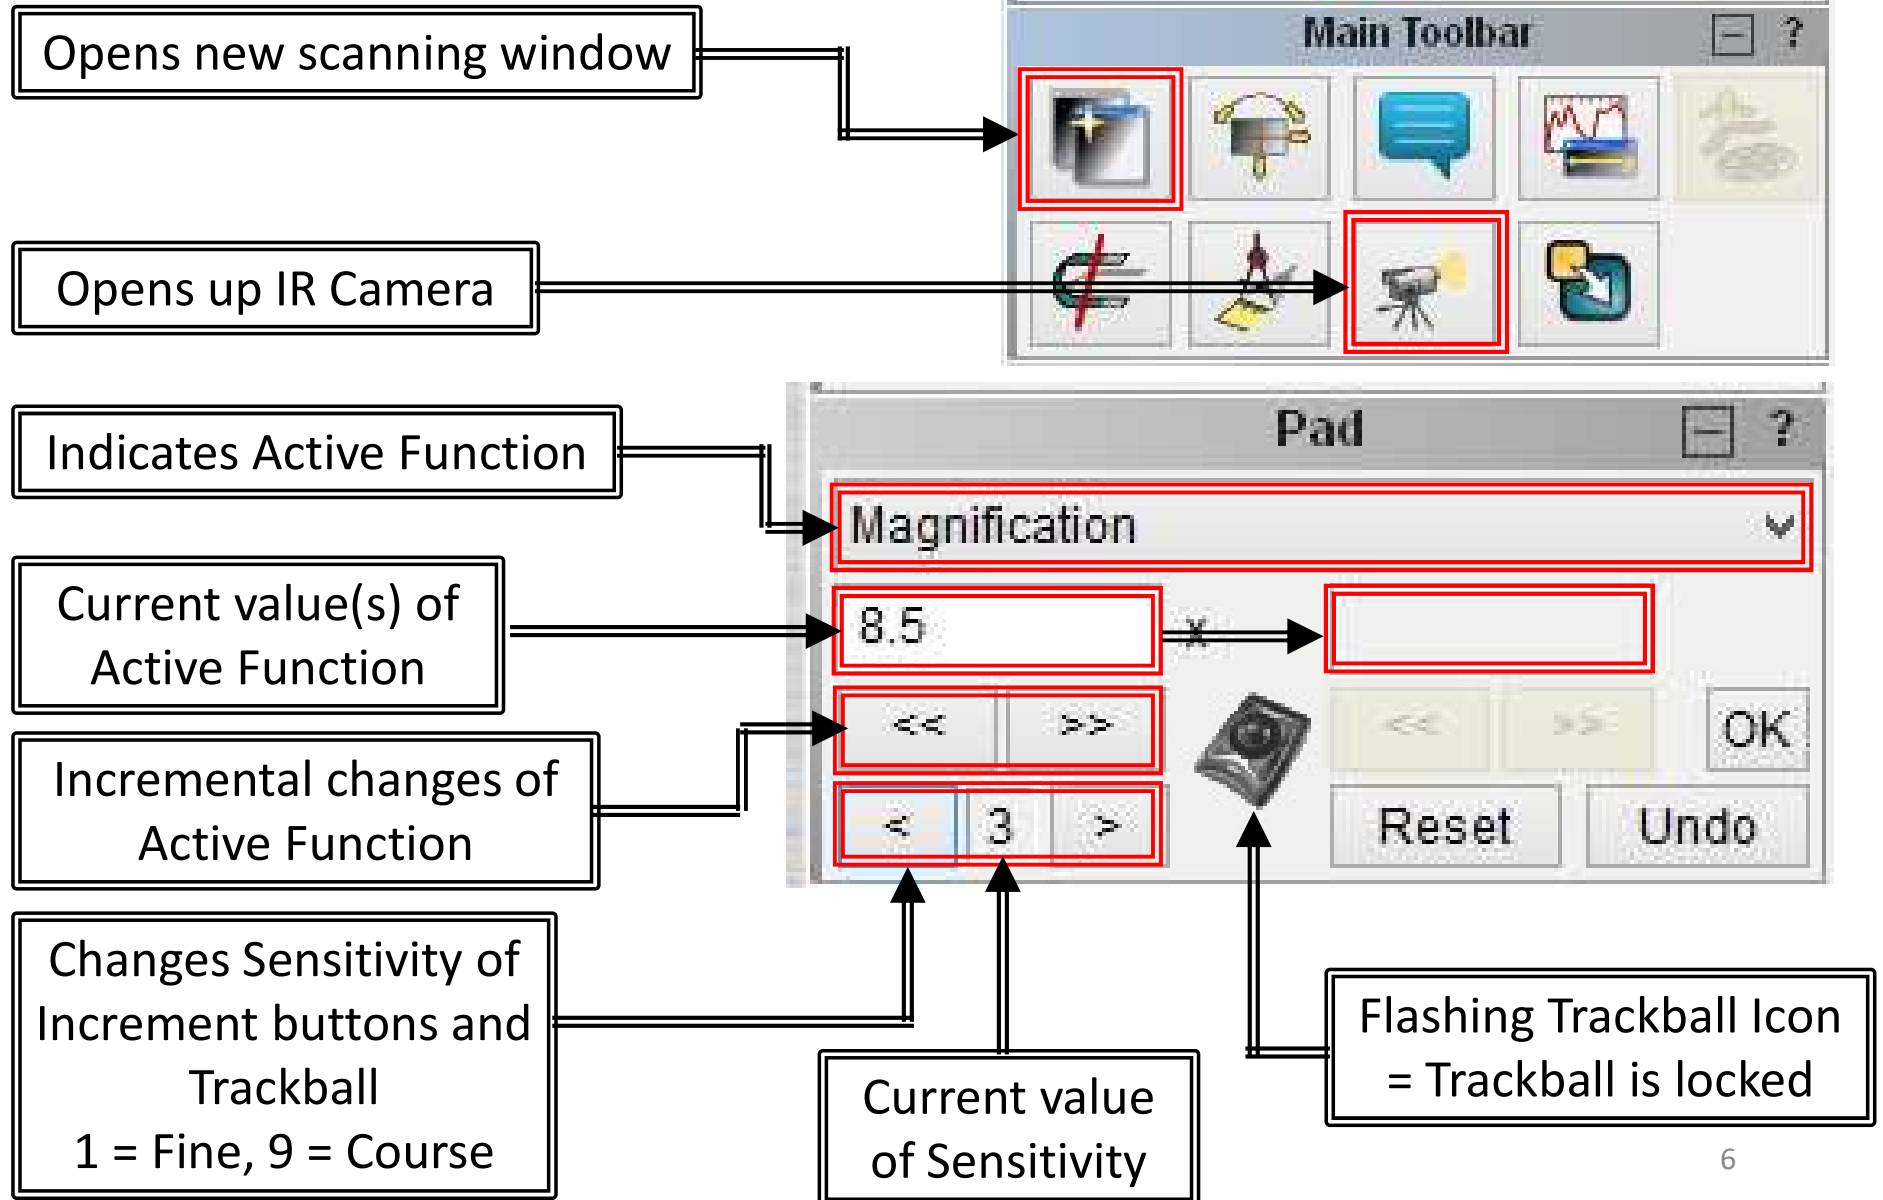 Opens new scanning window
Main Toolbar
?
Opens up IR Camera
Indicates Active Function
Pad
?
Magnification
Current value(s) of
Active Function
8.5
x
Incremental changes of
Active Function
<<
>>
<<
>>
OK
<
3
>
Reset
Undo
Changes Sensitivity of
Increment buttons and
Trackball
1 = Fine, 9 = Course
Current value
of Sensitivity
Flashing Trackball Icon
= Trackball is locked
6